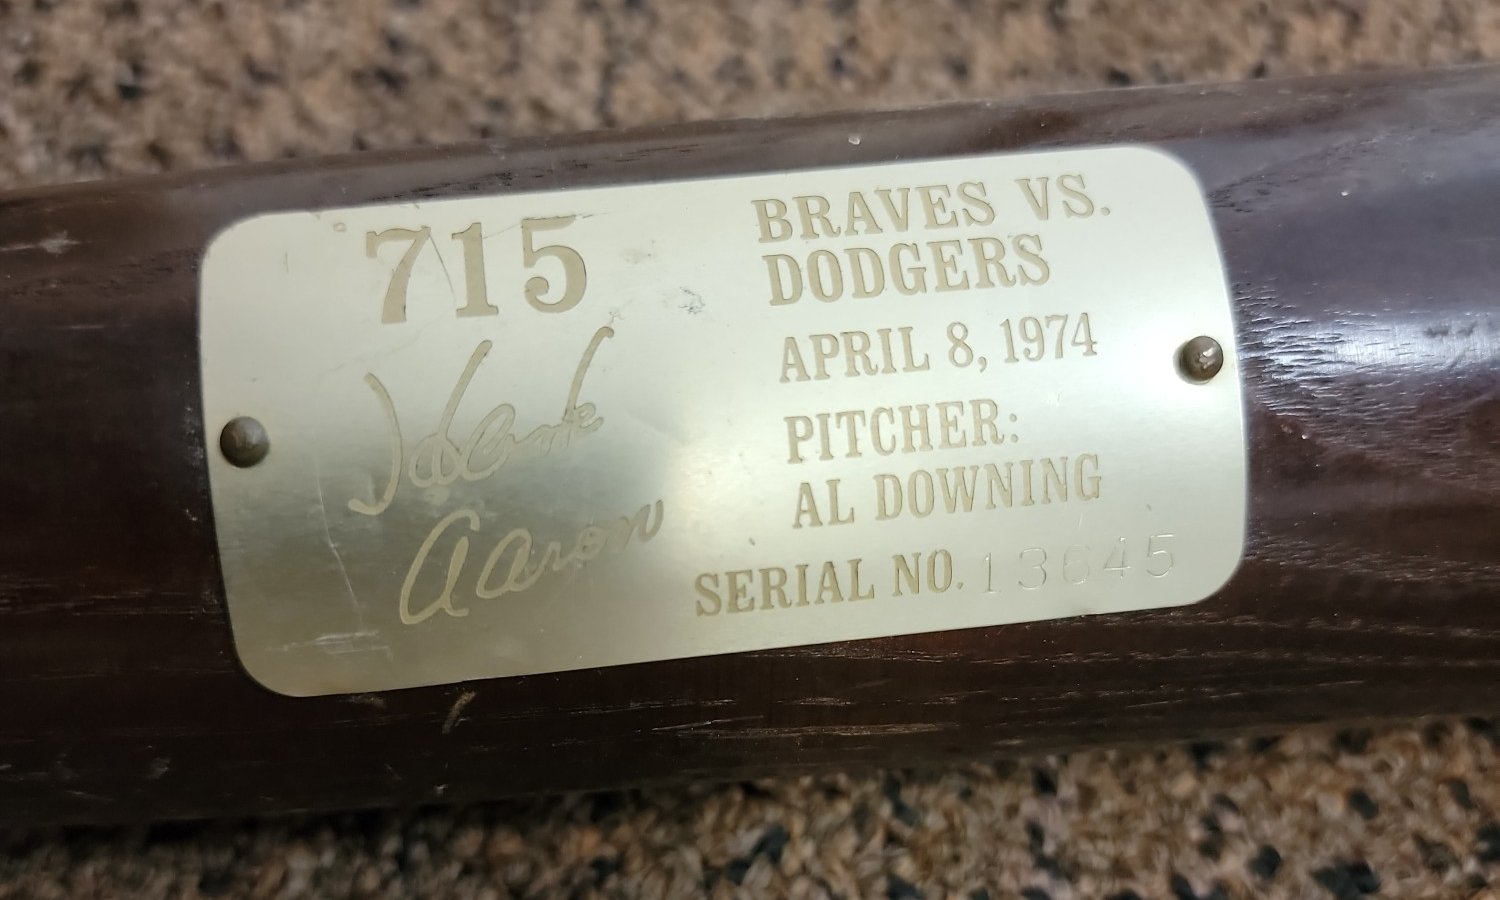 715
Hank
Aaron
BRAVES VS.
DODGERS
APRIL 8, 1974
PITCHER:
AL DOWNING
SERIAL NO. 13645